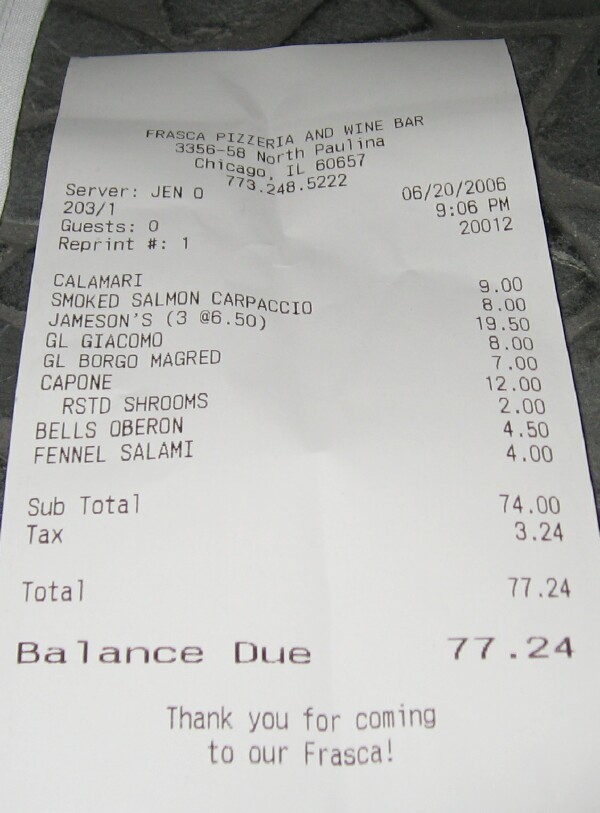 FRASCA PIZZERIA AND WINE BAR
3356-58 North Paulina
Chicago, IL 60657
773.248.5222
Server: JEN O 06/20/2006
203/1 9:06 PM
Guests: 0 20012
Reprint #: 1
CALAMARI 9.00
SMOKED SALMON CARPACCIO 8.00
JAMESON'S (3 @6.50) 19.50
GL GIACOMO 8.00
GL BORGO MAGRED 7.00
CAPONE 12.00
RSTD SHROOMS 2.00
BELLS OBERON 4.50
FENNEL SALAMI 4.00
Sub Total 74.00
Tax 3.24
Total 77.24
Balance Due 77.24
Thank you for coming
to our Frasca!